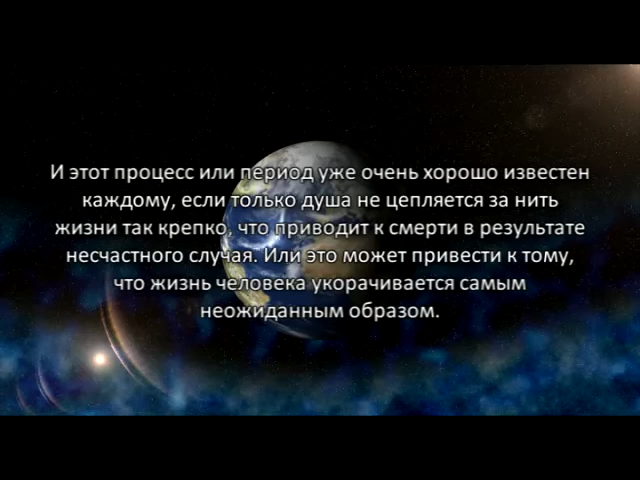 И этот процесс или период уже очень хорошо известен
каждому, если только душа не цепляется за нить
жизни так крепко, что приводит к смерти в результате
несчастного случая. Или это может привести к тому,
что жизнь человека укорачивается самым
неожиданным образом.